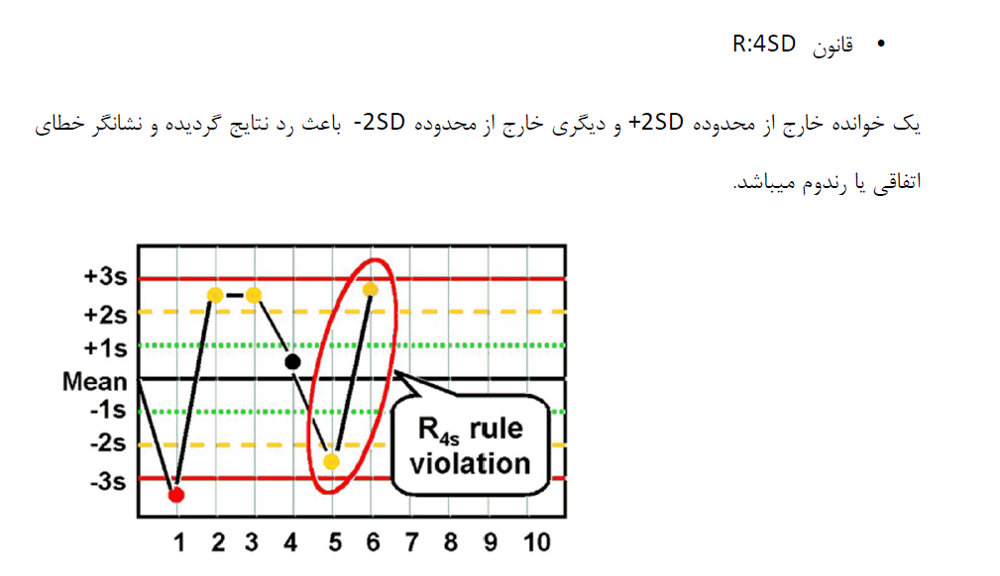 • قانون R:4SD
یک خوانده خارج از محدوده +2SD و دیگری خارج از محدوده -2SD باعث رد نتایج گردیده و نشانگر خطای
اتفاقی یا رندوم میباشد.
+3s
+2s
+1s
Mean
-1s
-2s
-3s
R4s rule
violation
1 2 3 4 5 6 7 8 9 10